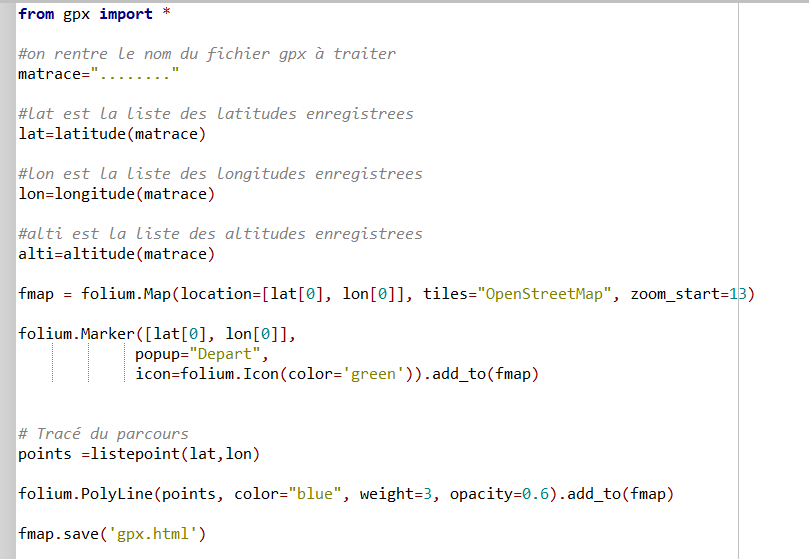 from gpx import *
#on rentre le nom du fichier gpx à traiter
matrace="........"
#lat est la liste des latitudes enregistrees
lat=latitude(matrace)
#lon est la liste des longitudes enregistrees
lon=longitude(matrace)
#alti est la liste des altitudes enregistrees
alti=altitude(matrace)
fmap = folium.Map(location=[lat[0], lon[0]], tiles="OpenStreetMap", zoom_start=13)
folium.Marker([lat[0], lon[0]],
popup="Depart",
icon=folium.Icon(color='green')).add_to(fmap)
# Tracé du parcours
points =listepoint(lat,lon)
folium.PolyLine(points, color="blue", weight=3, opacity=0.6).add_to(fmap)
fmap.save('gpx.html')